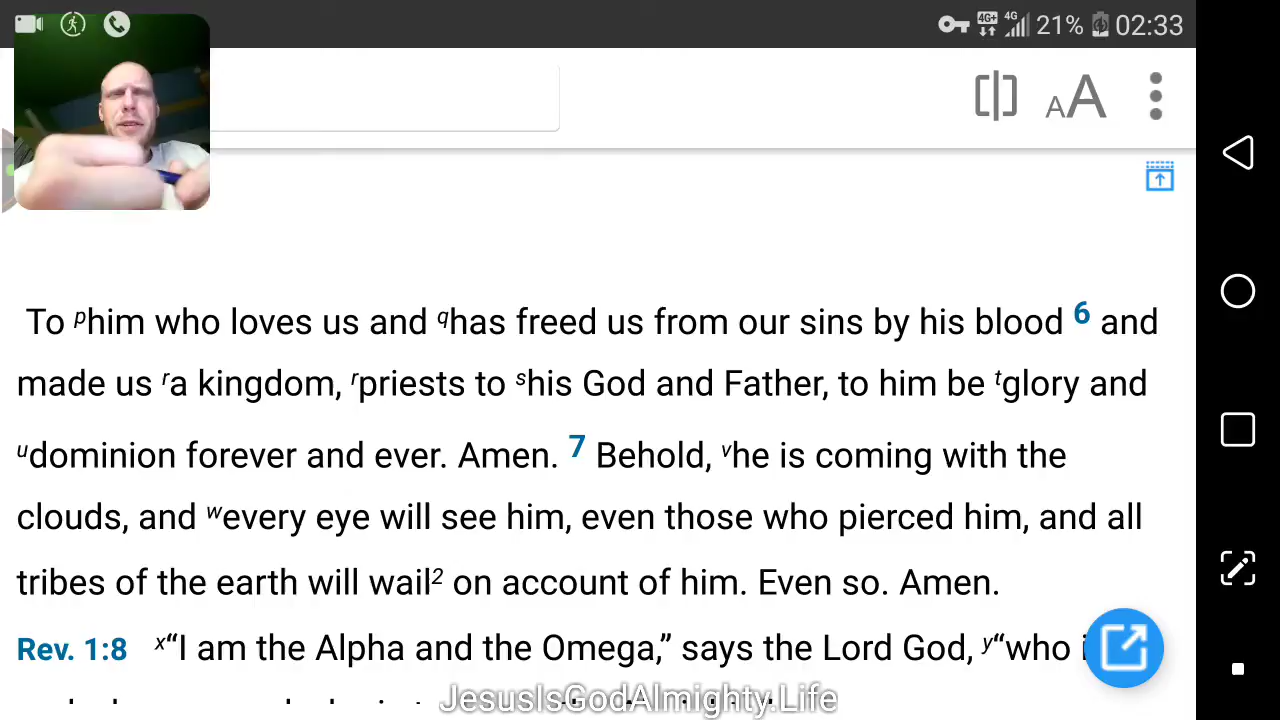 4G+ 4G 21% 02:33
AA
To phim who loves us and qhas freed us from our sins by his blood 6 and
made us ra kingdom, rpriests to shis God and Father, to him be tglory and
udominion forever and ever. Amen. 7 Behold, vhe is coming with the
clouds, and wevery eye will see him, even those who pierced him, and all
tribes of the earth will wail2 on account of him. Even so. Amen.
Rev. 1:8 x“I am the Alpha and the Omega,” says the Lord God, y“who
JesusIsGodAlmighty.Life